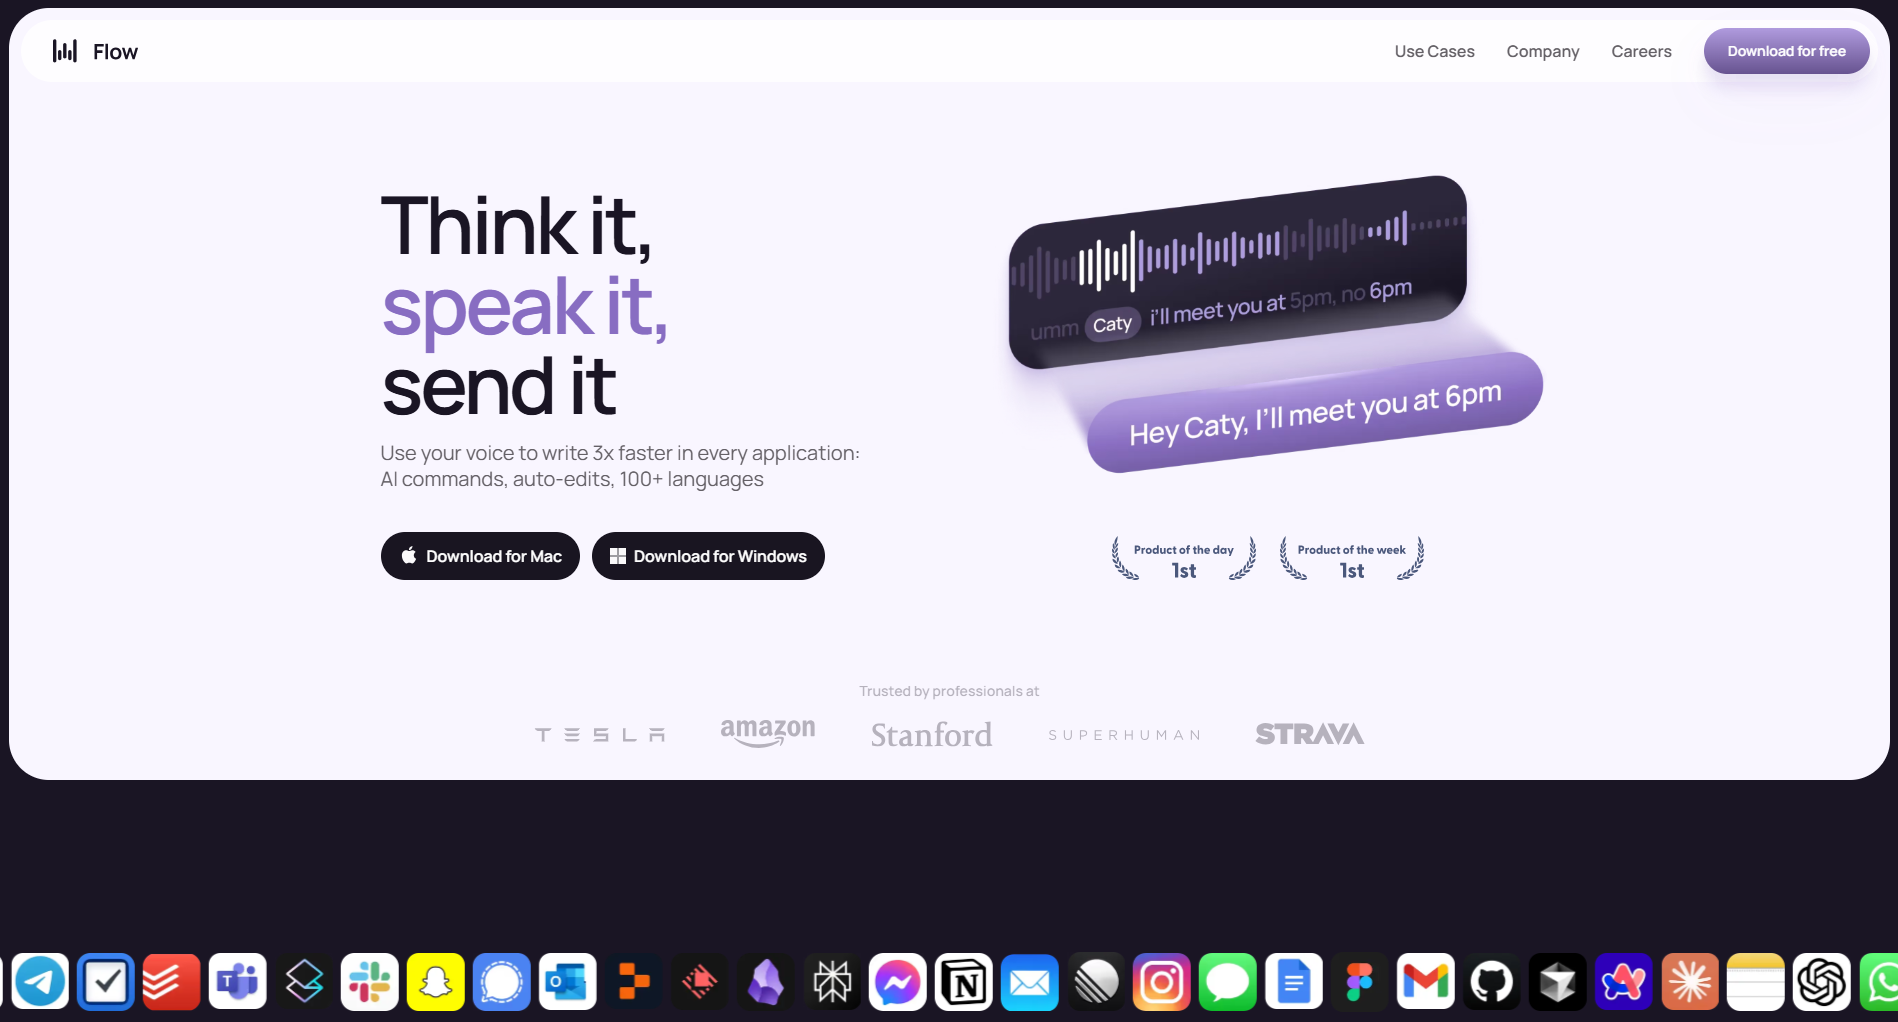 Flow
Use Cases
Company
Careers
Download for free
Think it,
speak it,
send it
Use your voice to write 3x faster in every application:
AI commands, auto-edits, 100+ languages
Download for Mac
Download for Windows
umm Caty i’ll meet you at 5pm, no 6pm
Hey Caty, I’ll meet you at 6pm
Product of the day
1st
Product of the week
1st
Trusted by professionals at
TESLA
amazon
Stanford
SUPERHUMAN
STRAVA